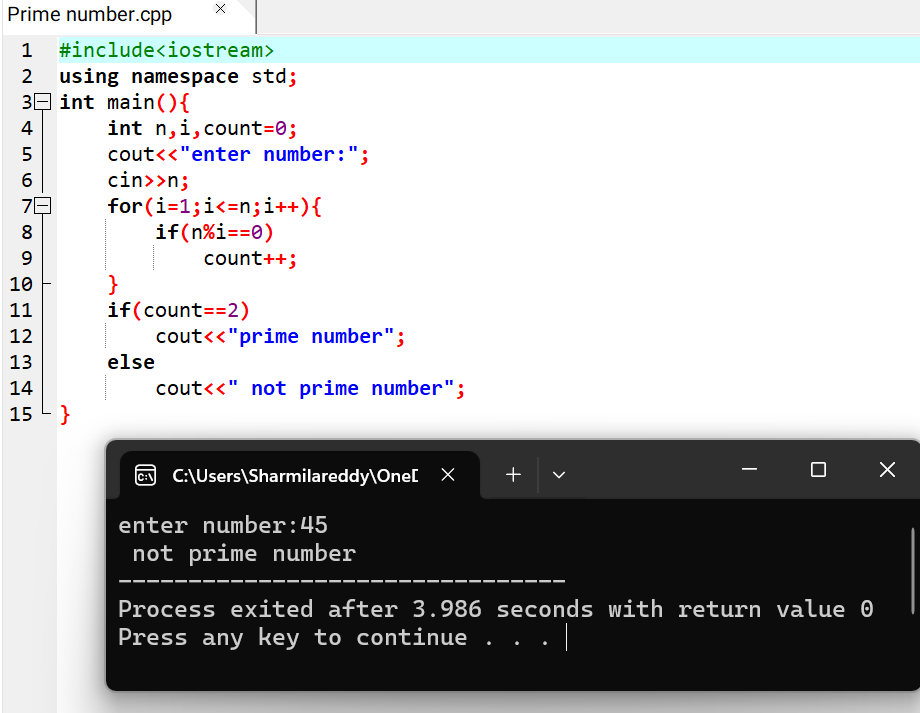 Prime number.cpp ×
1 #include<iostream>
2 using namespace std;
3 int main(){
4 int n,i,count=0;
5 cout<<"enter number:";
6 cin>>n;
7 for(i=1;i<=n;i++){
8 if(n%i==0)
9 count++;
10 }
11 if(count==2)
12 cout<<"prime number";
13 else
14 cout<<" not prime number";
15 }
C:\Users\Sharmilareddy\OneD
enter number:45
 not prime number
--------------------------------
Process exited after 3.986 seconds with return value 0
Press any key to continue . . .